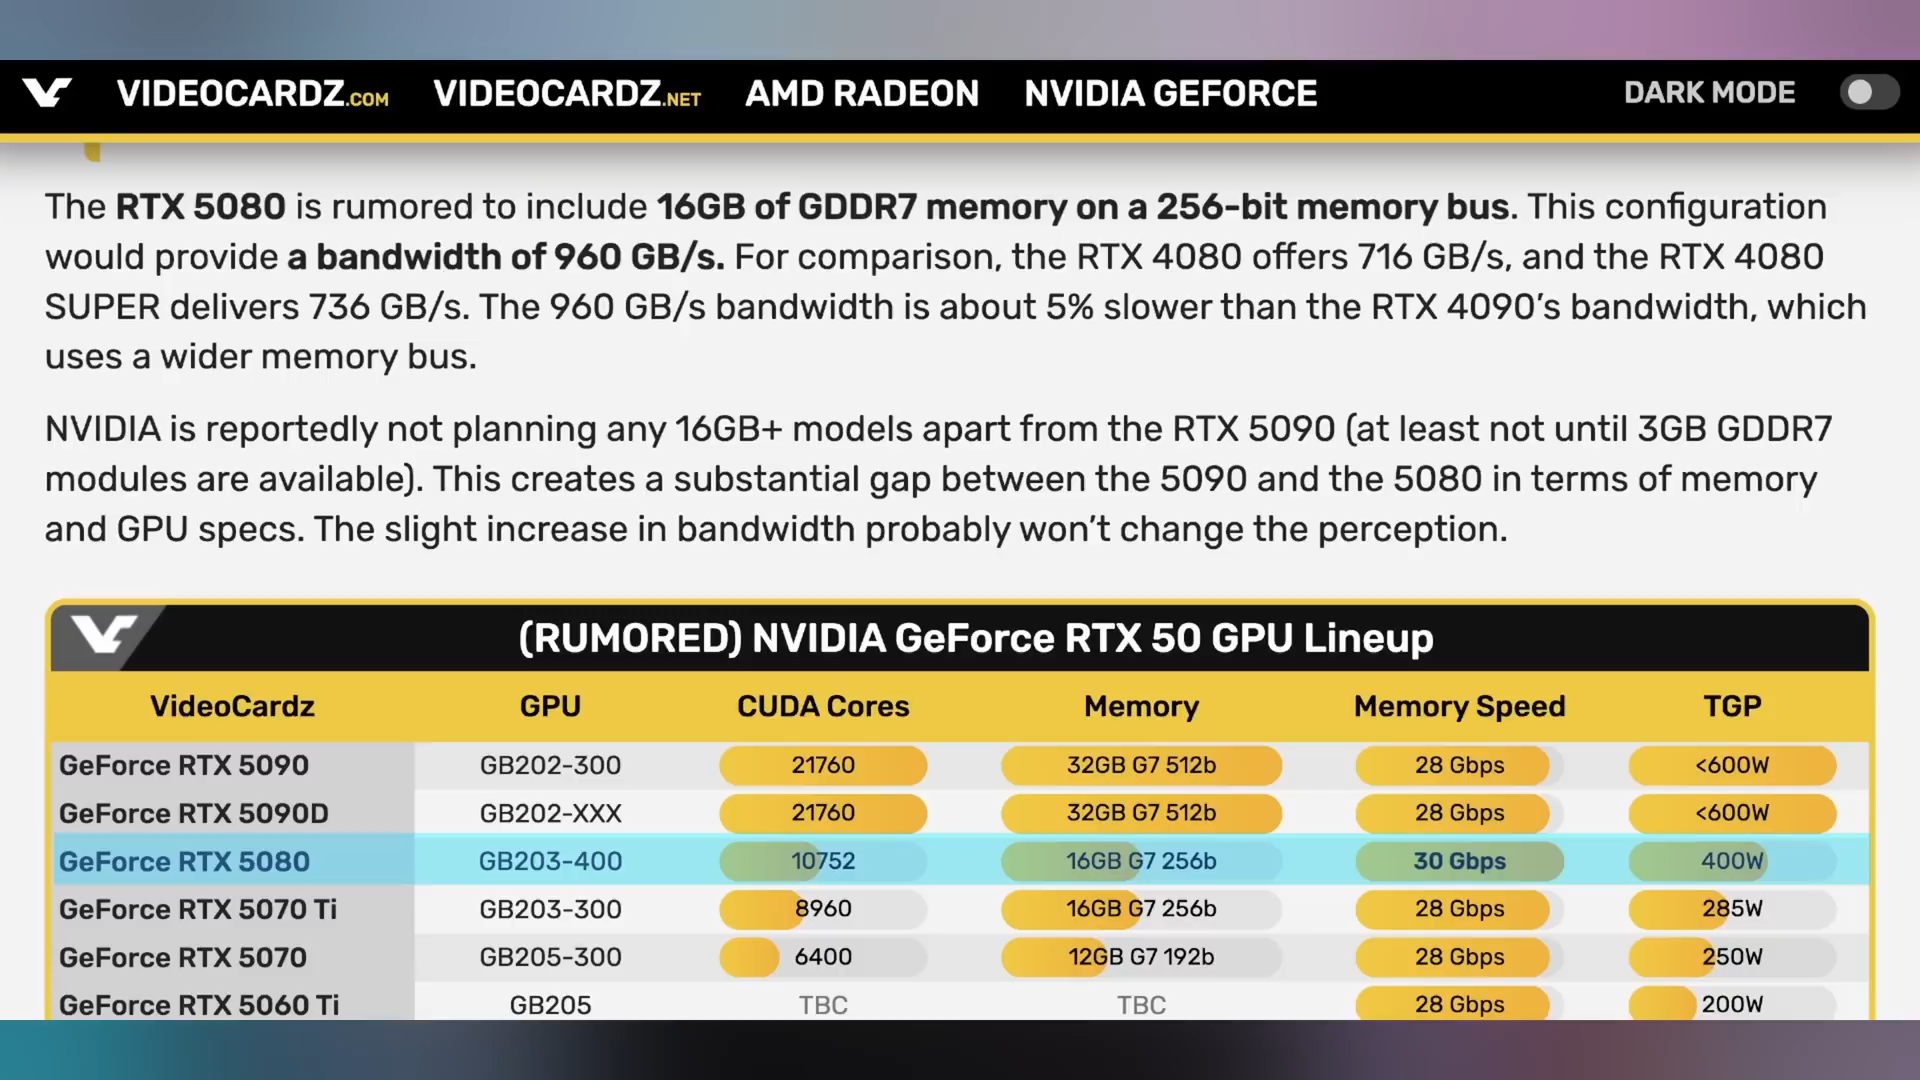 VIDEOCARDZ.COM VIDEOCARDZ.NET AMD RADEON NVIDIA GEFORCE DARK MODE
The RTX 5080 is rumored to include 16GB of GDDR7 memory on a 256-bit memory bus. This configuration
would provide a bandwidth of 960 GB/s. For comparison, the RTX 4080 offers 716 GB/s, and the RTX 4080
SUPER delivers 736 GB/s. The 960 GB/s bandwidth is about 5% slower than the RTX 4090’s bandwidth, which
uses a wider memory bus.
NVIDIA is reportedly not planning any 16GB+ models apart from the RTX 5090 (at least not until 3GB GDDR7
modules are available). This creates a substantial gap between the 5090 and the 5080 in terms of memory
and GPU specs. The slight increase in bandwidth probably won’t change the perception.
(RUMORED) NVIDIA GeForce RTX 50 GPU Lineup
VideoCardz GPU CUDA Cores Memory Memory Speed TGP
GeForce RTX 5090 GB202-300 21760 32GB G7 512b 28 Gbps <600W
GeForce RTX 5090D GB202-XXX 21760 32GB G7 512b 28 Gbps <600W
GeForce RTX 5080 GB203-400 10752 16GB G7 256b 30 Gbps 400W
GeForce RTX 5070 Ti GB203-300 8960 16GB G7 256b 28 Gbps 285W
GeForce RTX 5070 GB205-300 6400 12GB G7 192b 28 Gbps 250W
GeForce RTX 5060 Ti GB205 TBC TBC 28 Gbps 200W